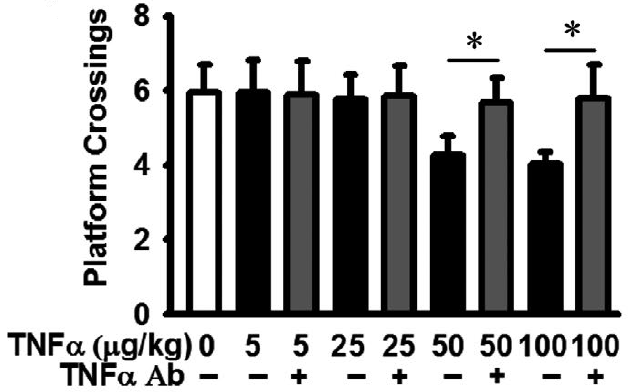 8
6
4
2
0
Platform Crossings
* *
TNFα (μg/kg) 0 5 5 25 25 50 50 100 100
TNFα Ab − − + − + − + − +